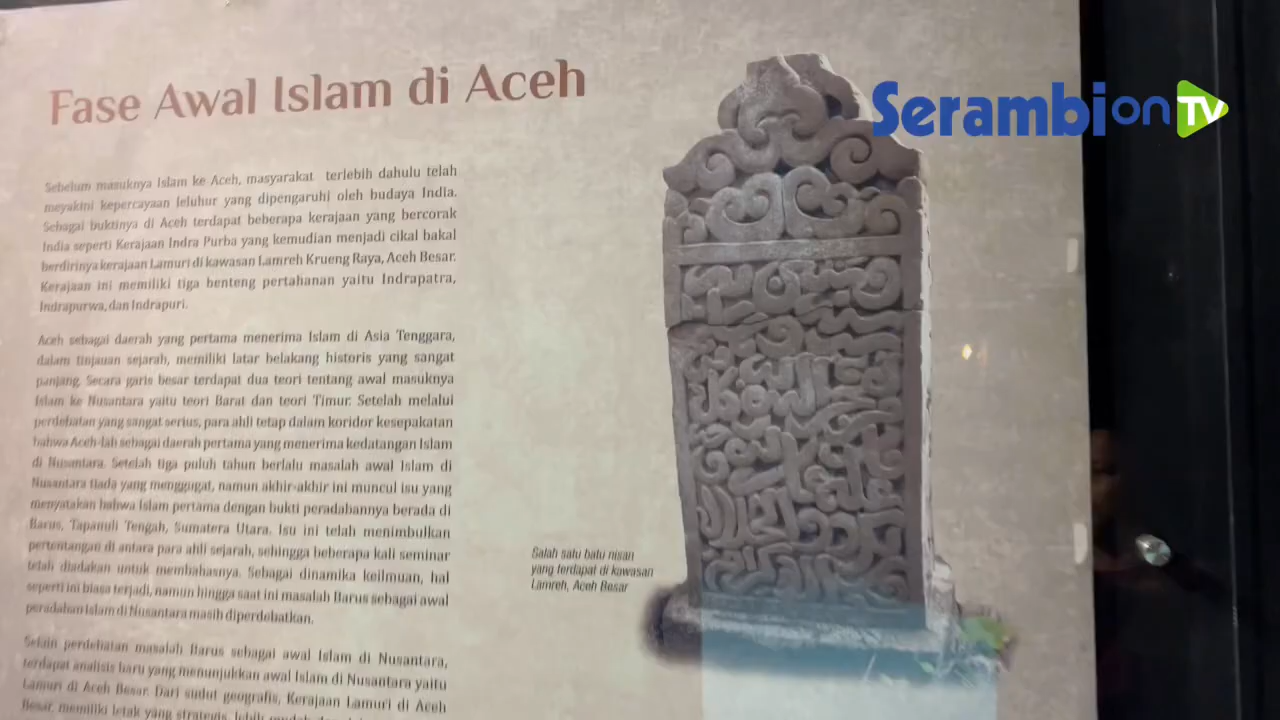 Fase Awal Islam di Aceh
Serambi on TV
Sebelum masuknya Islam ke Aceh, masyarakat terlebih dahulu telah
meyakini kepercayaan leluhur yang dipengaruhi oleh budaya India.
Sebagai buktinya di Aceh terdapat beberapa kerajaan yang bercorak
India seperti Kerajaan Indra Purba yang kemudian menjadi cikal bakal
berdirinya kerajaan Lamuri di kawasan Lamreh Krueng Raya, Aceh Besar.
Kerajaan ini memiliki tiga benteng pertahanan yaitu Indrapatra,
Indrapurwa, dan Indrapuri.
Aceh sebagai daerah yang pertama menerima Islam di Asia Tenggara,
dalam tinjauan sejarah, memiliki latar belakang historis yang sangat
panjang. Secara garis besar terdapat dua teori tentang awal masuknya
Islam ke Nusantara yaitu teori Barat dan teori Timur. Setelah melalui
perdebatan yang sangat serius, para ahli tetap dalam koridor kesepakatan
bahwa Aceh-lah sebagai daerah pertama yang menerima kedatangan Islam
di Nusantara. Setelah tiga puluh tahun berlalu masalah awal Islam di
Nusantara tiada yang menggugat, namun akhir-akhir ini muncul isu yang
menyatakan bahwa Islam pertama dengan bukti peradabannya berada di
Barus, Tapanuli Tengah, Sumatera Utara. Isu ini telah menimbulkan
pertentangan di antara para ahli sejarah, sehingga beberapa kali seminar
telah diadakan untuk membahasnya. Sebagai dinamika keilmuan, hal
seperti ini biasa terjadi, namun hingga saat ini masalah Barus sebagai awal
peradaban Islam di Nusantara masih diperdebatkan.
Selain perdebatan masalah Barus sebagai awal Islam di Nusantara,
terdapat analisis baru yang menunjukkan awal Islam di Nusantara yaitu
Lamuri di Aceh Besar. Dari sudut geografis, Kerajaan Lamuri di Aceh
Besar, memiliki letak yang strategis, lebih mudah
Salah satu batu nisan
yang terdapat di kawasan
Lamreh, Aceh Besar